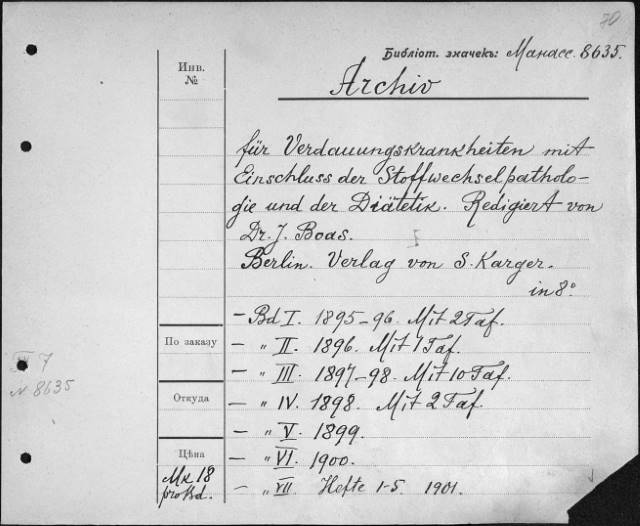 70
Библіот. значекъ: Манасс. 8635.
Инв.
№
Archiv
für Verdauungskrankheiten mit
Einschluss der Stoffwechselpatholo-
gie und der Diätetik. Redigiert von
Dr. J. Boas.
Berlin. Verlag von S. Karger.
in 8°
— Bd I. 1895-96. Mit 2 Taf.
По заказу
— „ II. 1896. Mit 1 Taf.
— „ III. 1897-98. Mit 10 Taf.
7
N 8635
Откуда
— „ IV. 1898. Mit 2 Taf.
— „ V. 1899.
Цѣна
— „ VI. 1900.
Mk 18
pro Bd.
— „ VII. Hefte 1-5. 1901.